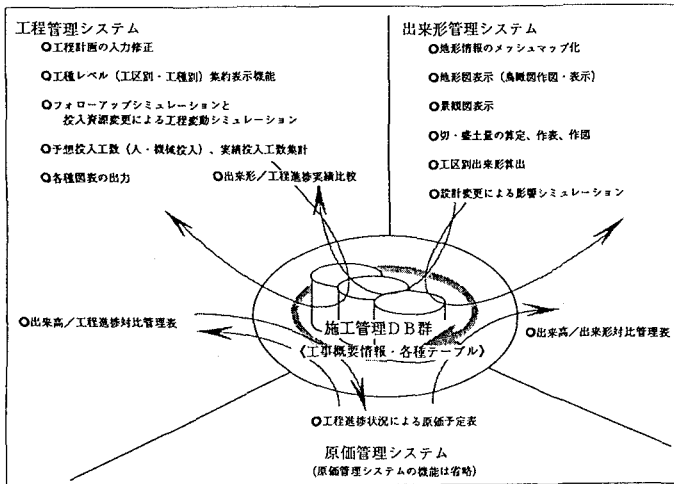 工程管理システム
○工程計画の入力修正
○工種レベル(工区別・工種別)集約表示機能
○フォローアップシミュレーションと
投入資源変更による工程変動シミュレーション
○予想投入工数(人・機械投入)、実績投入工数集計
○各種図表の出力
○出来形/工程進捗実績比較
出来形管理システム
○地形情報のメッシュマップ化
○地形図表示(鳥瞰図作図・表示)
○景観図表示
○切・盛土量の算定、作表、作図
○工区別出来形算出
○設計変更による影響シミュレーション
施工管理DB群
《工事概要情報・各種テーブル》
○出来高/工程進捗対比管理表
○出来高/出来形対比管理表
○工程進捗状況による原価予定表
原価管理システム
(原価管理システムの機能は省略)